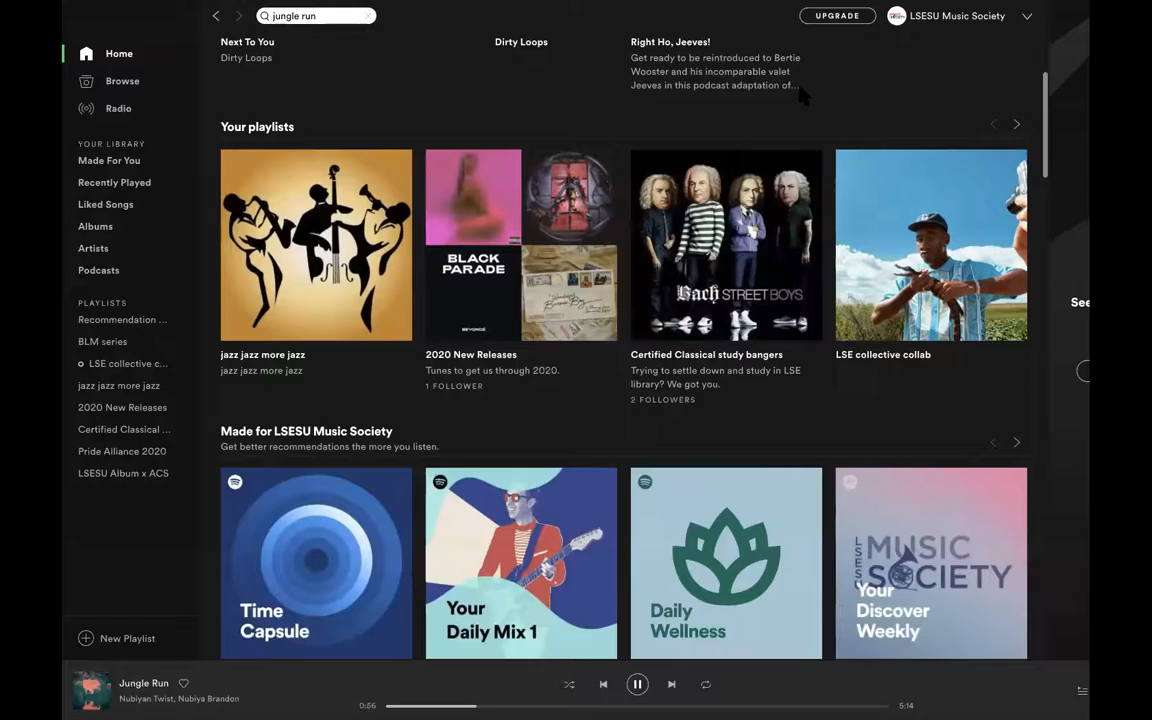 jungle run
UPGRADE
LSESU Music Society
Home
Browse
Radio
YOUR LIBRARY
Made For You
Recently Played
Liked Songs
Albums
Artists
Podcasts
PLAYLISTS
Recommendation ...
BLM series
LSE collective c...
jazz jazz more jazz
2020 New Releases
Certified Classical ...
Pride Alliance 2020
LSESU Album x ACS
New Playlist
Next To You
Dirty Loops
Dirty Loops
Right Ho, Jeeves!
Get ready to be reintroduced to Bertie
Wooster and his incomparable valet
Jeeves in this podcast adaptation of...
Your playlists
BLACK
PARADE
BEYONCÉ
Bach STREET BOYS
jazz jazz more jazz
jazz jazz more jazz
2020 New Releases
Tunes to get us through 2020.
1 FOLLOWER
Certified Classical study bangers
Trying to settle down and study in LSE
library? We got you.
2 FOLLOWERS
LSE collective collab
See
Made for LSESU Music Society
Get better recommendations the more you listen.
Time
Capsule
Your
Daily Mix 1
Daily
Wellness
LSESU MUSIC
SOCIETY
Your
Discover
Weekly
Jungle Run
Nubiyan Twist, Nubiya Brandon
0:56
5:14